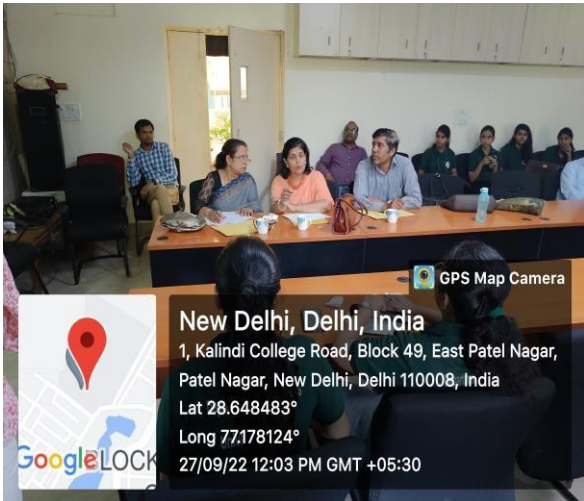 GPS Map Camera
New Delhi, Delhi, India
1, Kalindi College Road, Block 49, East Patel Nagar,
Patel Nagar, New Delhi, Delhi 110008, India
Lat 28.648483°
Long 77.178124°
27/09/22 12:03 PM GMT +05:30
Google LOCK